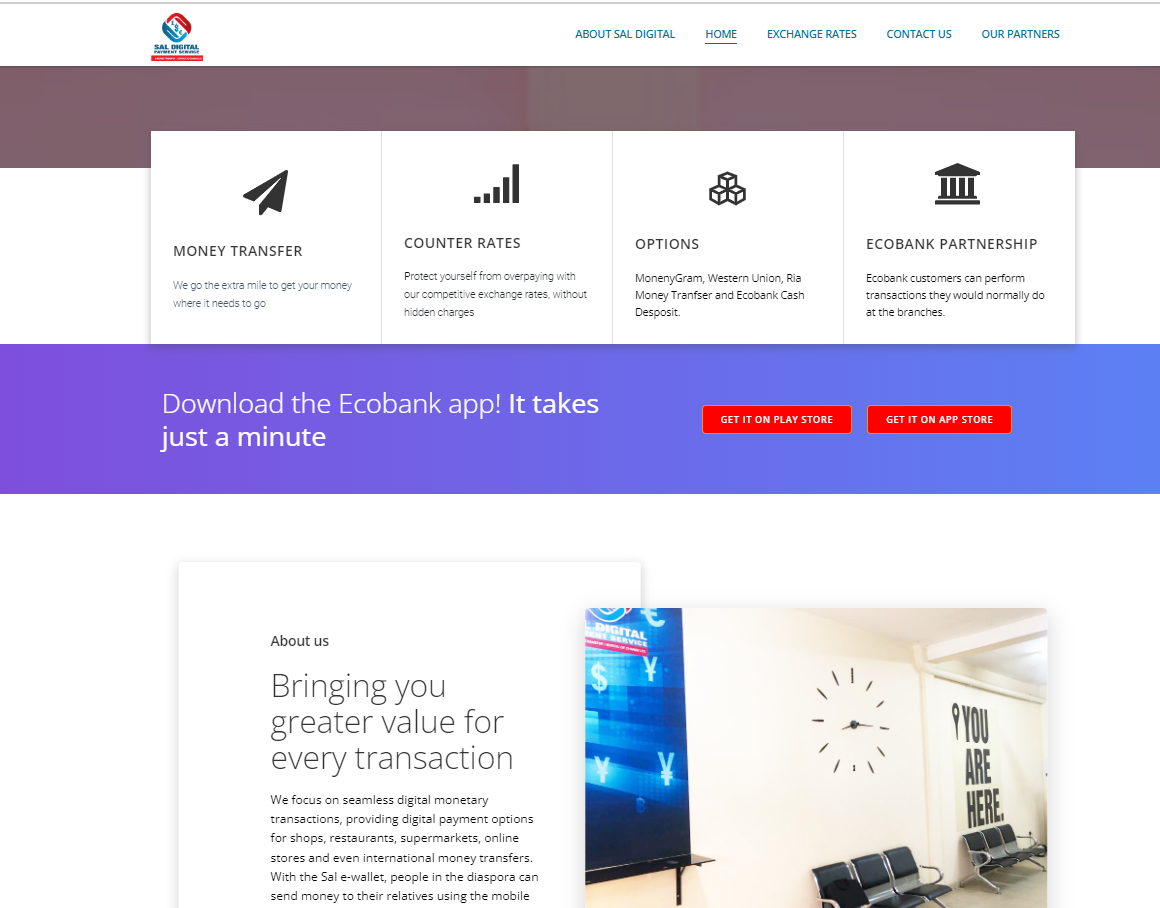 SAL DIGITAL
PAYMENT SERVICE
ABOUT SAL DIGITAL
HOME
EXCHANGE RATES
CONTACT US
OUR PARTNERS
MONEY TRANSFER
We go the extra mile to get your money
where it needs to go
COUNTER RATES
Protect yourself from overpaying with
our competitive exchange rates, without
hidden charges
OPTIONS
MonenyGram, Western Union, Ria
Money Tranfser and Ecobank Cash
Desposit.
ECOBANK PARTNERSHIP
Ecobank customers can perform
transactions they would normally do
at the branches.
Download the Ecobank app! It takes
just a minute
GET IT ON PLAY STORE
GET IT ON APP STORE
About us
Bringing you
greater value for
every transaction
We focus on seamless digital monetary
transactions, providing digital payment options
for shops, restaurants, supermarkets, online
stores and even international money transfers.
With the Sal e-wallet, people in the diaspora can
send money to their relatives using the mobile
DIGITAL
SERVICE
€
$ ¥
¥ ¥
YOU
ARE
HERE.